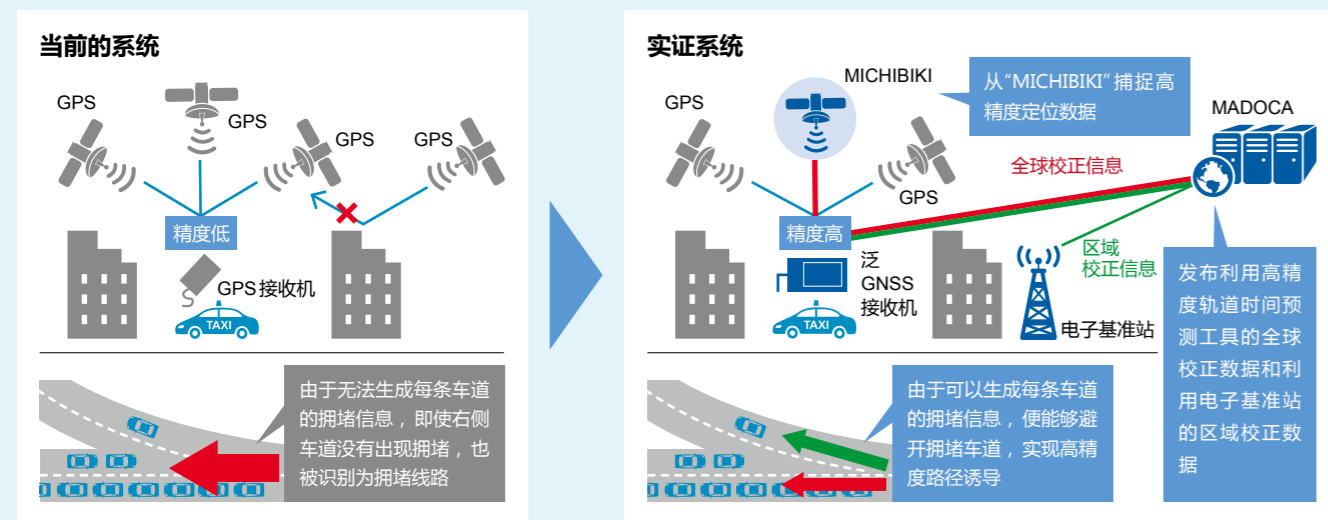 当前的系统
GPS
GPS
GPS
GPS
精度低
GPS 接收机
TAXI
由于无法生成每条车道
的拥堵信息，即使右侧
车道没有出现拥堵，也
被识别为拥堵线路
实证系统
GPS
MICHIBIKI
从“MICHIBIKI”捕捉高
精度定位数据
MADOCA
全球校正信息
GPS
精度高
泛
GNSS
接收机
TAXI
区域
校正信息
电子基准站
发布利用高精
度轨道时间预
测工具的全球
校正数据和利
用电子基准站
的区域校正数
据
由于可以生成每条车道
的拥堵信息，便能够避
开拥堵车道，实现高精
度路径诱导